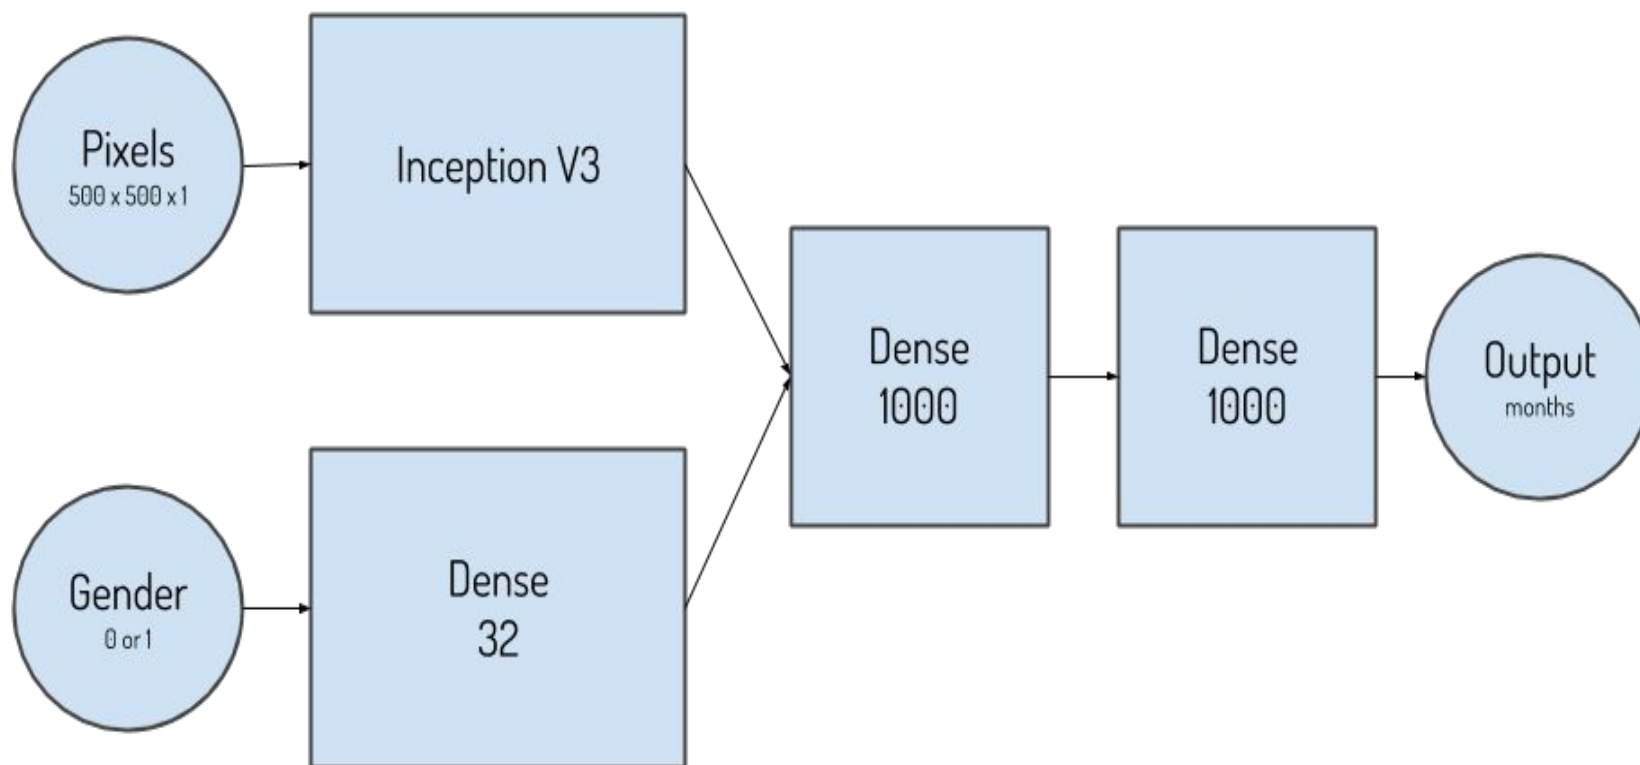 Pixels
500 x 500 x 1
Inception V3
Gender
0 or 1
Dense
32
Dense
1000
Dense
1000
Output
months